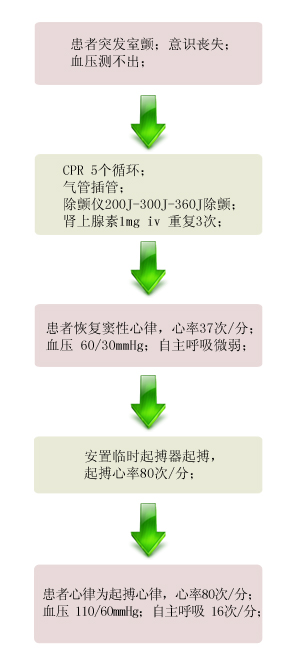 患者突发室颤；意识丧失；
血压测不出；
CPR 5个循环；
气管插管；
除颤仪200J-300J-360J除颤；
肾上腺素1mg iv 重复3次；
患者恢复窦性心律，心率37次/分；
血压 60/30mmHg；自主呼吸微弱；
安置临时起搏器起搏，
起搏心率80次/分；
患者心律为起搏心律，心率80次/分；
血压 110/60mmHg；自主呼吸 16次/分；